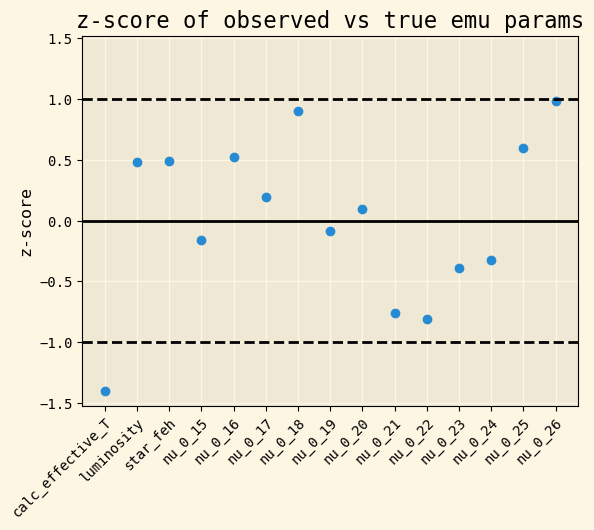 z-score of observed vs true emu params
1.5
1.0
0.5
0.0
−0.5
−1.0
−1.5
z-score
calc_effective_T
luminosity
star_feh
nu_0_15
nu_0_16
nu_0_17
nu_0_18
nu_0_19
nu_0_20
nu_0_21
nu_0_22
nu_0_23
nu_0_24
nu_0_25
nu_0_26